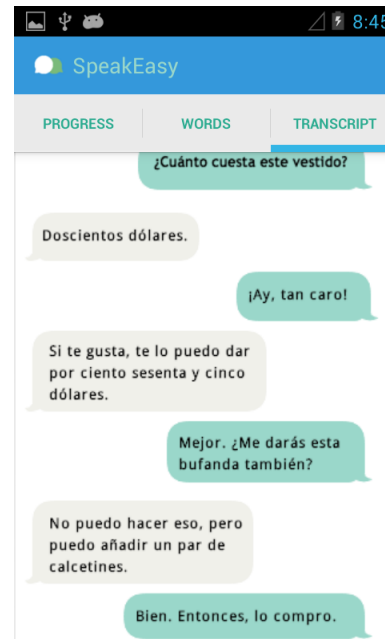 8:45
SpeakEasy
PROGRESS WORDS TRANSCRIPT
¿Cuánto cuesta este vestido?
Doscientos dólares.
¡Ay, tan caro!
Si te gusta, te lo puedo dar
por ciento sesenta y cinco
dólares.
Mejor. ¿Me darás esta
bufanda también?
No puedo hacer eso, pero
puedo añadir un par de
calcetines.
Bien. Entonces, lo compro.